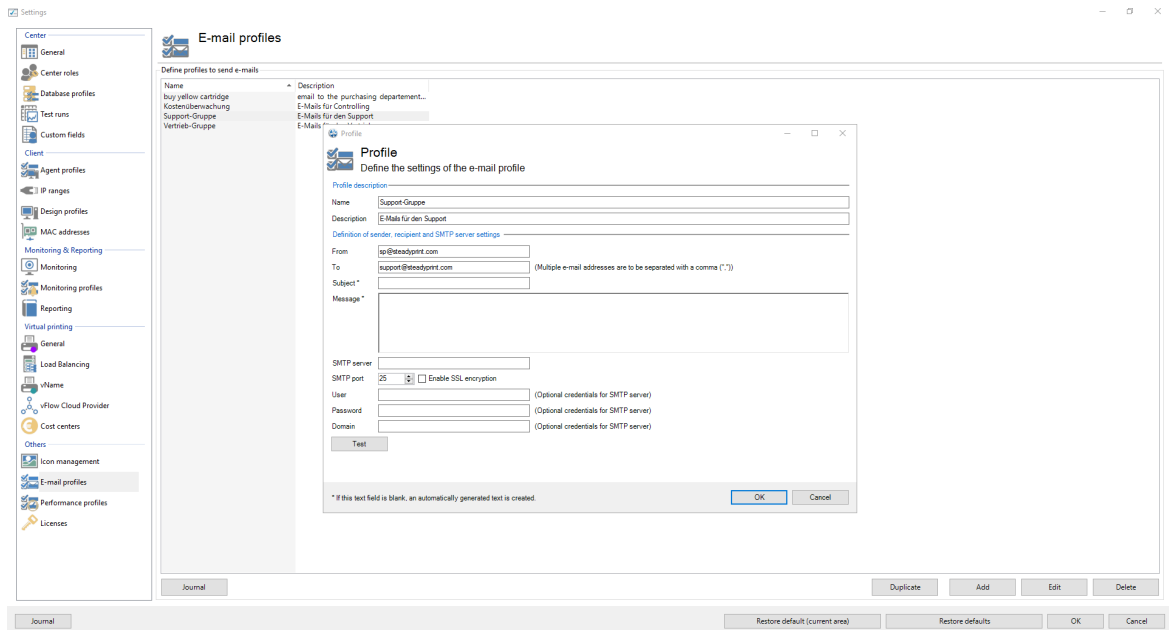 Settings
Center
General
Center roles
Database profiles
Test runs
Custom fields
Client
Agent profiles
IP ranges
Design profiles
MAC addresses
Monitoring & Reporting
Monitoring
Monitoring profiles
Reporting
Virtual printing
General
Load Balancing
vName
vFlow Cloud Provider
Cost centers
Others
Icon management
E-mail profiles
Performance profiles
Licenses
E-mail profiles
Define profiles to send e-mails
Name Description
buy yellow cartridge email to the purchasing departement...
Kostenüberwachung E-Mails für Controlling
Support-Gruppe E-Mails für den Support
Vertrieb-Gruppe E-Mails
Profile
Profile
Define the settings of the e-mail profile
Profile description
Name Support-Gruppe
Description E-Mails für den Support
Definition of sender, recipient and SMTP server settings
From sp@steadyprint.com
To support@steadyprint.com (Multiple e-mail addresses are to be separated with a comma (","))
Subject *
Message *
SMTP server
SMTP port 25 Enable SSL encryption
User (Optional credentials for SMTP server)
Password (Optional credentials for SMTP server)
Domain (Optional credentials for SMTP server)
Test
* If this text field is blank, an automatically generated text is created.
OK Cancel
Journal Duplicate Add Edit Delete
Journal Restore default (current area) Restore defaults OK Cancel